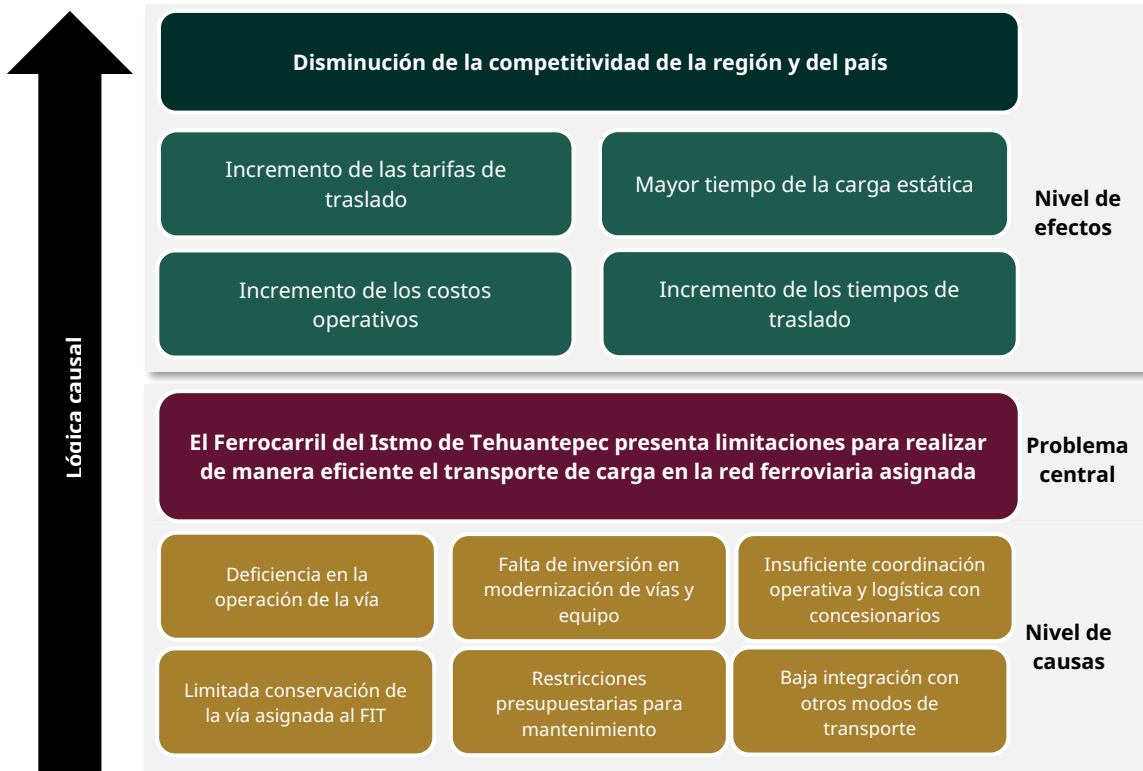 Disminución de la competitividad de la región y del país
Incremento de las tarifas de
traslado
Mayor tiempo de la carga estática
Nivel de
efectos
Incremento de los costos
operativos
Incremento de los tiempos de
traslado
Lógica causal
El Ferrocarril del Istmo de Tehuantepec presenta limitaciones para realizar
de manera eficiente el transporte de carga en la red ferroviaria asignada
Problema
central
Deficiencia en la
operación de la vía
Falta de inversión en
modernización de vías y
equipo
Insuficiente coordinación
operativa y logística con
concesionarios
Nivel de
causas
Limitada conservación de
la vía asignada al FIT
Restricciones
presupuestarias para
mantenimiento
Baja integración con
otros modos de
transporte